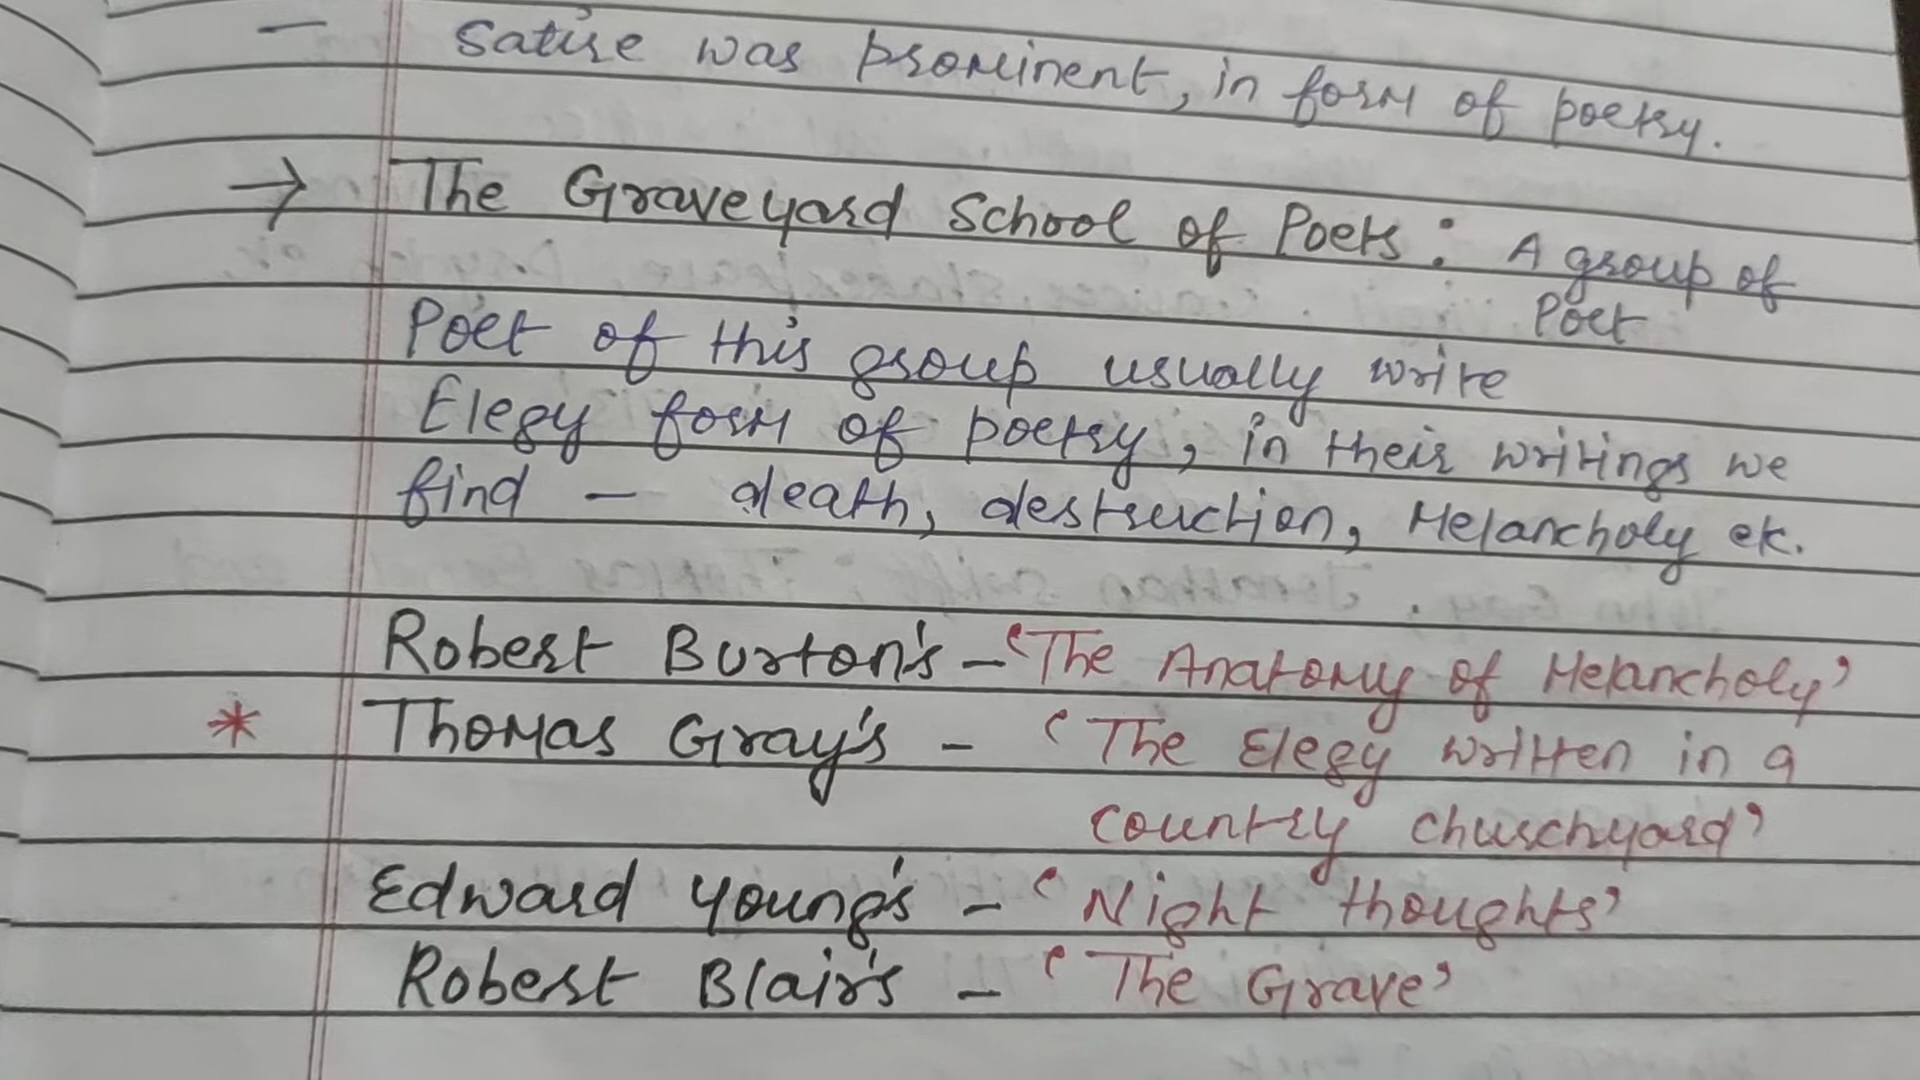 — Satire was prominent, in form of poetry.
→ The Graveyard School of Poets : A group of
Poet
Poet of this group usually write
Elegy form of poetry, in their writings we
find — death, destruction, Melancholy etc.
Robert Burton's — 'The Anatomy of Melancholy'
* Thomas Gray's — 'The Elegy written in a
country churchyard'
Edward Young's — 'Night thoughts'
Robert Blair's — 'The Grave'